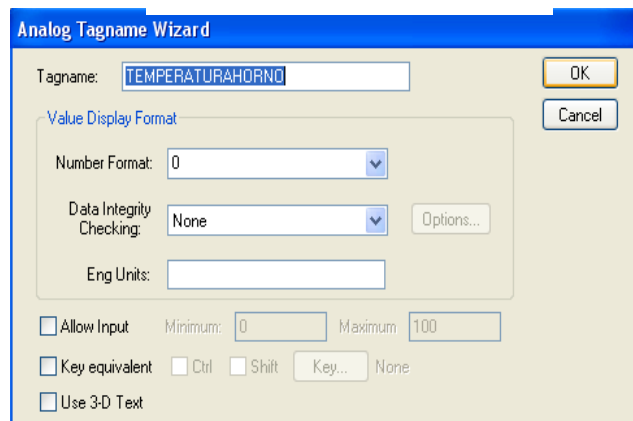 Analog Tagname Wizard
Tagname: TEMPERATURAHORNO OK
Value Display Format Cancel
Number Format: 0
Data Integrity Checking: None Options...
Eng Units:
Allow Input Minimum: 0 Maximum 100
Key equivalent Ctrl Shift Key... None
Use 3-D Text